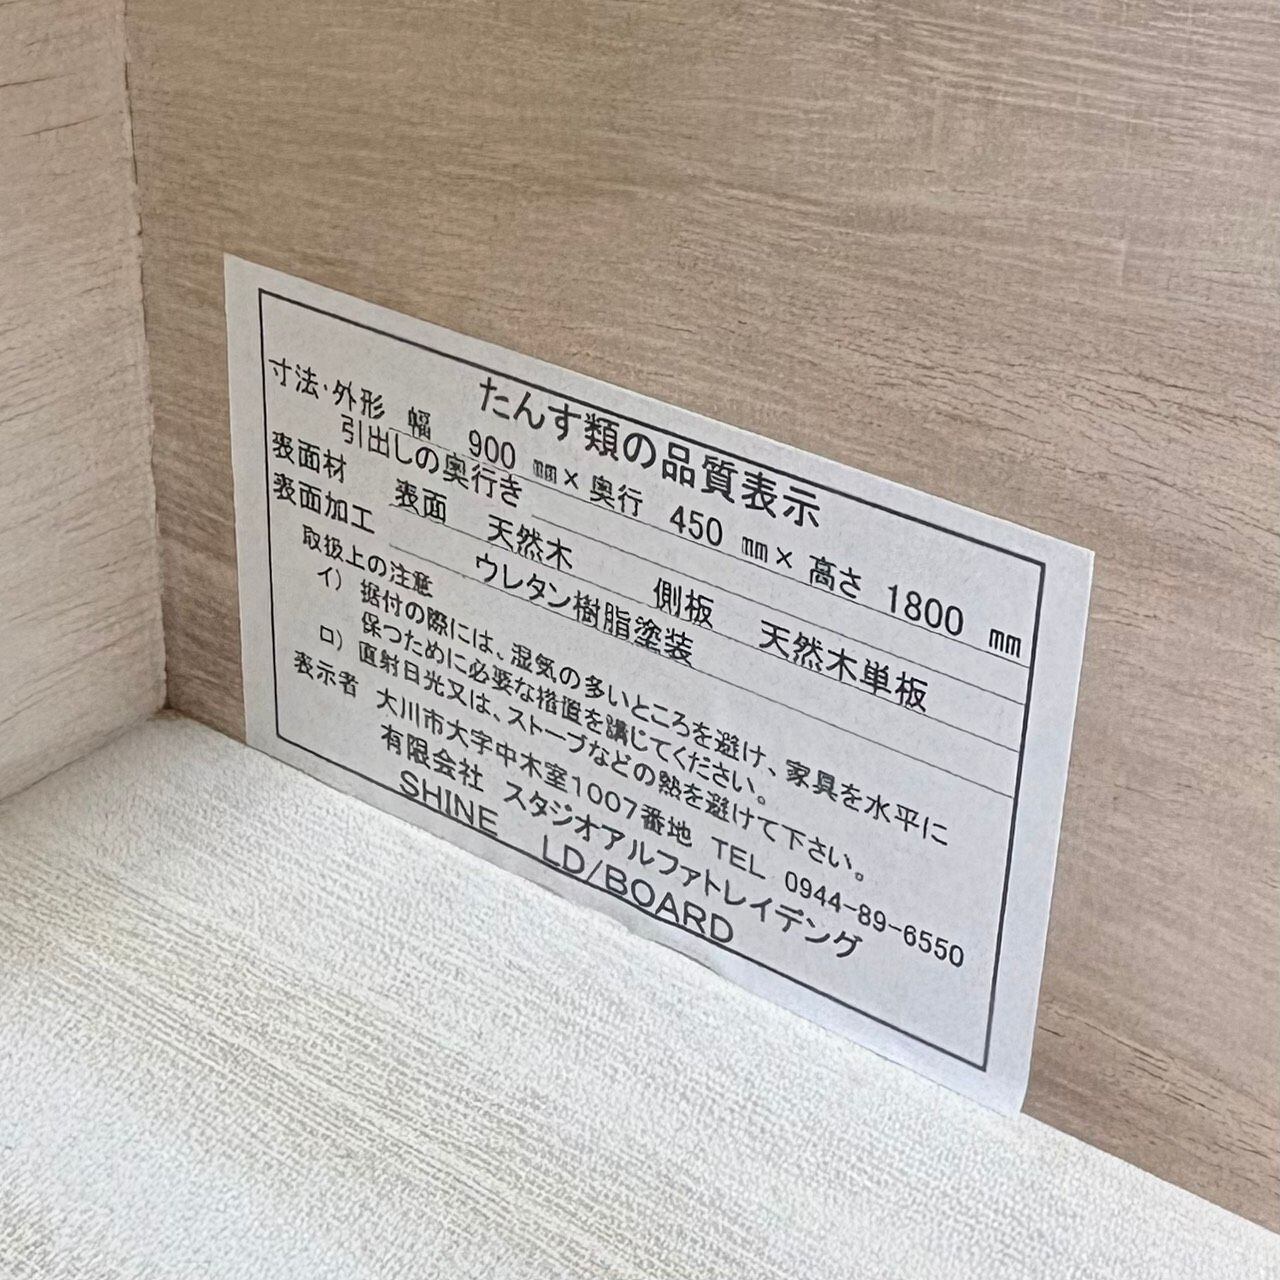 たんす類の品質表示
寸法・外形 幅 900 ㎜× 奥行 450 ㎜× 高さ 1800 ㎜
引出しの奥行き
表面材 表面 天然木 側板 天然木単板
表面加工 ウレタン樹脂塗装
取扱上の注意
イ) 据付の際には、湿気の多いところを避け、家具を水平に
保つために必要な措置を講じてください。
ロ) 直射日光又は、ストーブなどの熱を避けて下さい。
表示者 大川市大字中木室1007番地 TEL 0944-89-6550
有限会社 スタジオアルファトレイデング
SHINE LD/BOARD